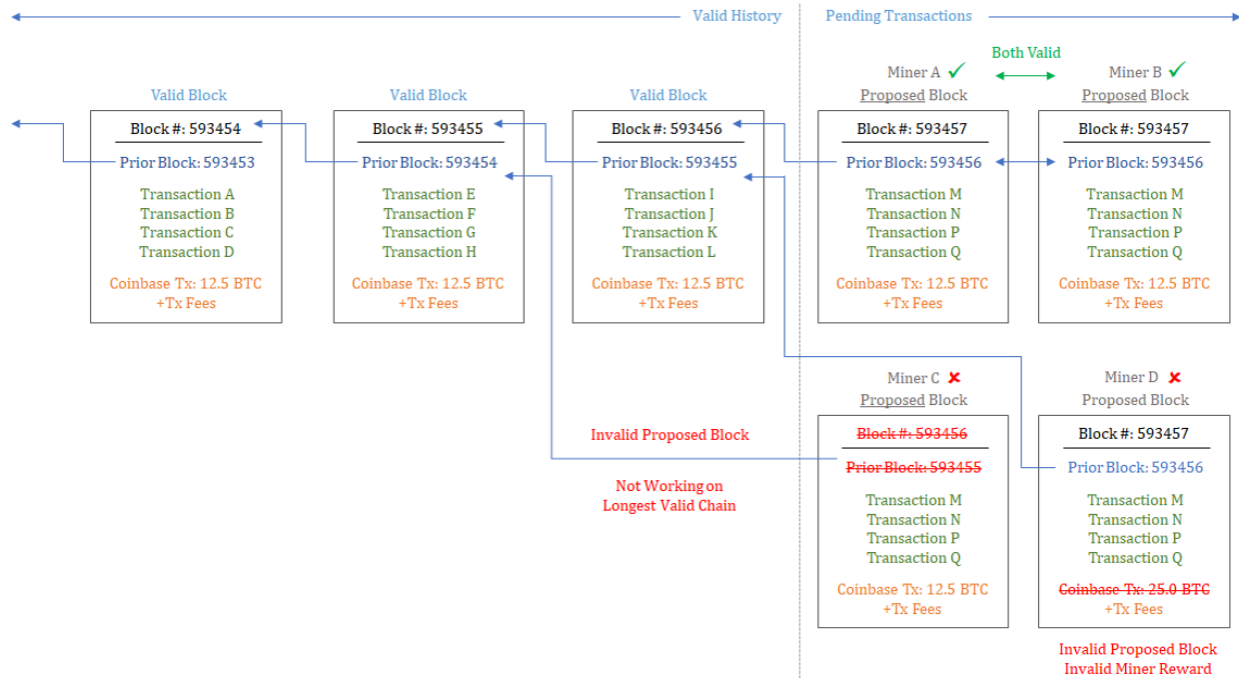 Valid History
Pending Transactions
Both Valid
Valid Block
Block #: 593454
Prior Block: 593453
Transaction A
Transaction B
Transaction C
Transaction D
Coinbase Tx: 12.5 BTC
+Tx Fees
Valid Block
Block #: 593455
Prior Block: 593454
Transaction E
Transaction F
Transaction G
Transaction H
Coinbase Tx: 12.5 BTC
+Tx Fees
Valid Block
Block #: 593456
Prior Block: 593455
Transaction I
Transaction J
Transaction K
Transaction L
Coinbase Tx: 12.5 BTC
+Tx Fees
Miner A
Proposed Block
Block #: 593457
Prior Block: 593456
Transaction M
Transaction N
Transaction P
Transaction Q
Coinbase Tx: 12.5 BTC
+Tx Fees
Miner B
Proposed Block
Block #: 593457
Prior Block: 593456
Transaction M
Transaction N
Transaction P
Transaction Q
Coinbase Tx: 12.5 BTC
+Tx Fees
Invalid Proposed Block
Not Working on
Longest Valid Chain
Miner C
Proposed Block
Block #: 593456
Prior Block: 593455
Transaction M
Transaction N
Transaction P
Transaction Q
Coinbase Tx: 12.5 BTC
+Tx Fees
Miner D
Proposed Block
Block #: 593457
Prior Block: 593456
Transaction M
Transaction N
Transaction P
Transaction Q
Coinbase Tx: 25.0 BTC
+Tx Fees
Invalid Proposed Block
Invalid Miner Reward